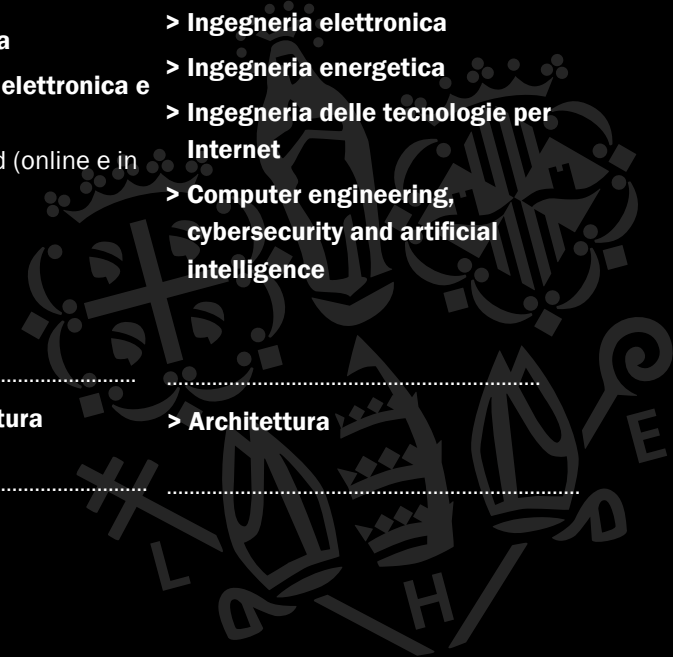 a
elettronica e
d (online e in
tura
> Ingegneria elettronica
> Ingegneria energetica
> Ingegneria delle tecnologie per
Internet
> Computer engineering,
cybersecurity and artificial
intelligence
> Architettura
L
H
E